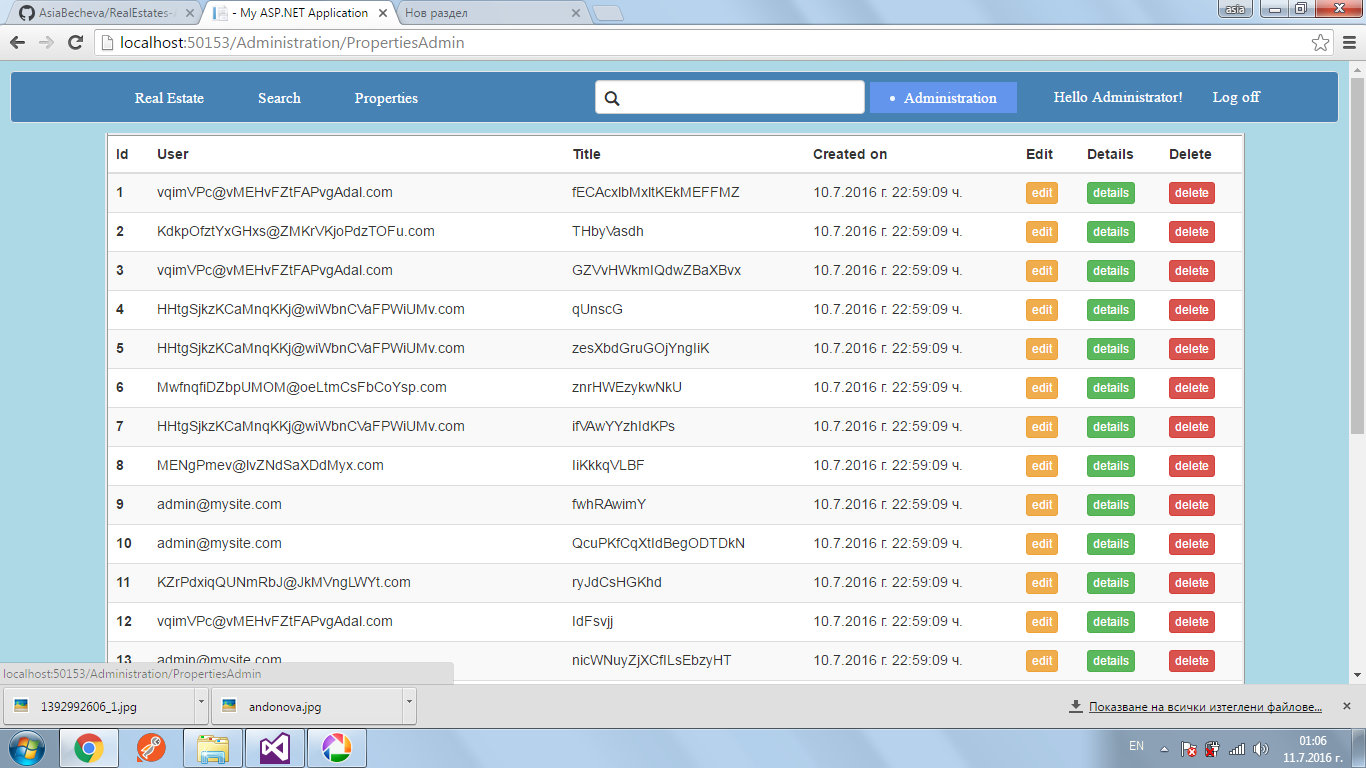 AsiaBecheva/RealEstates-A
- My ASP.NET Application
Нов раздел
asia
localhost:50153/Administration/PropertiesAdmin
Real Estate Search Properties Administration Hello Administrator! Log off
Id User Title Created on Edit Details Delete
1 vqimVPc@vMEHvFZtFAPvgAdal.com fECAcxlbMxltKEkMEFFMZ 10.7.2016 г. 22:59:09 ч. edit details delete
2 KdkpOfztYxGHxs@ZMKrVKjoPdzTOFu.com THbyVasdh 10.7.2016 г. 22:59:09 ч. edit details delete
3 vqimVPc@vMEHvFZtFAPvgAdal.com GZVvHWkmIQdwZBaXBvx 10.7.2016 г. 22:59:09 ч. edit details delete
4 HHtgSjkzKCaMnqKKj@wiWbnCVaFPWiUMv.com qUnscG 10.7.2016 г. 22:59:09 ч. edit details delete
5 HHtgSjkzKCaMnqKKj@wiWbnCVaFPWiUMv.com zesXbdGruGOjYngIiK 10.7.2016 г. 22:59:09 ч. edit details delete
6 MwfnqfiDZbpUMOM@oeLtmCsFbCoYsp.com znrHWEzykwNkU 10.7.2016 г. 22:59:09 ч. edit details delete
7 HHtgSjkzKCaMnqKKj@wiWbnCVaFPWiUMv.com ifVAwYYzhIdKPs 10.7.2016 г. 22:59:09 ч. edit details delete
8 MENgPmev@lvZNdSaXDdMyx.com IiKkkqVLBF 10.7.2016 г. 22:59:09 ч. edit details delete
9 admin@mysite.com fwhRAwimY 10.7.2016 г. 22:59:09 ч. edit details delete
10 admin@mysite.com QcuPKfCqXtIdBegODTDkN 10.7.2016 г. 22:59:09 ч. edit details delete
11 KZrPdxiqQUNmRbJ@JkMVngLWYt.com ryJdCsHGKhd 10.7.2016 г. 22:59:09 ч. edit details delete
12 vqimVPc@vMEHvFZtFAPvgAdal.com IdFsvjj 10.7.2016 г. 22:59:09 ч. edit details delete
13 admin@mysite.com nicWNuyZjXCfILsEbzyHT 10.7.2016 г. 22:59:09 ч. edit details delete
localhost:50153/Administration/PropertiesAdmin
1392992606_1.jpg andonova.jpg Показване на всички изтеглени файлове...
EN 01:06
11.7.2016 г.